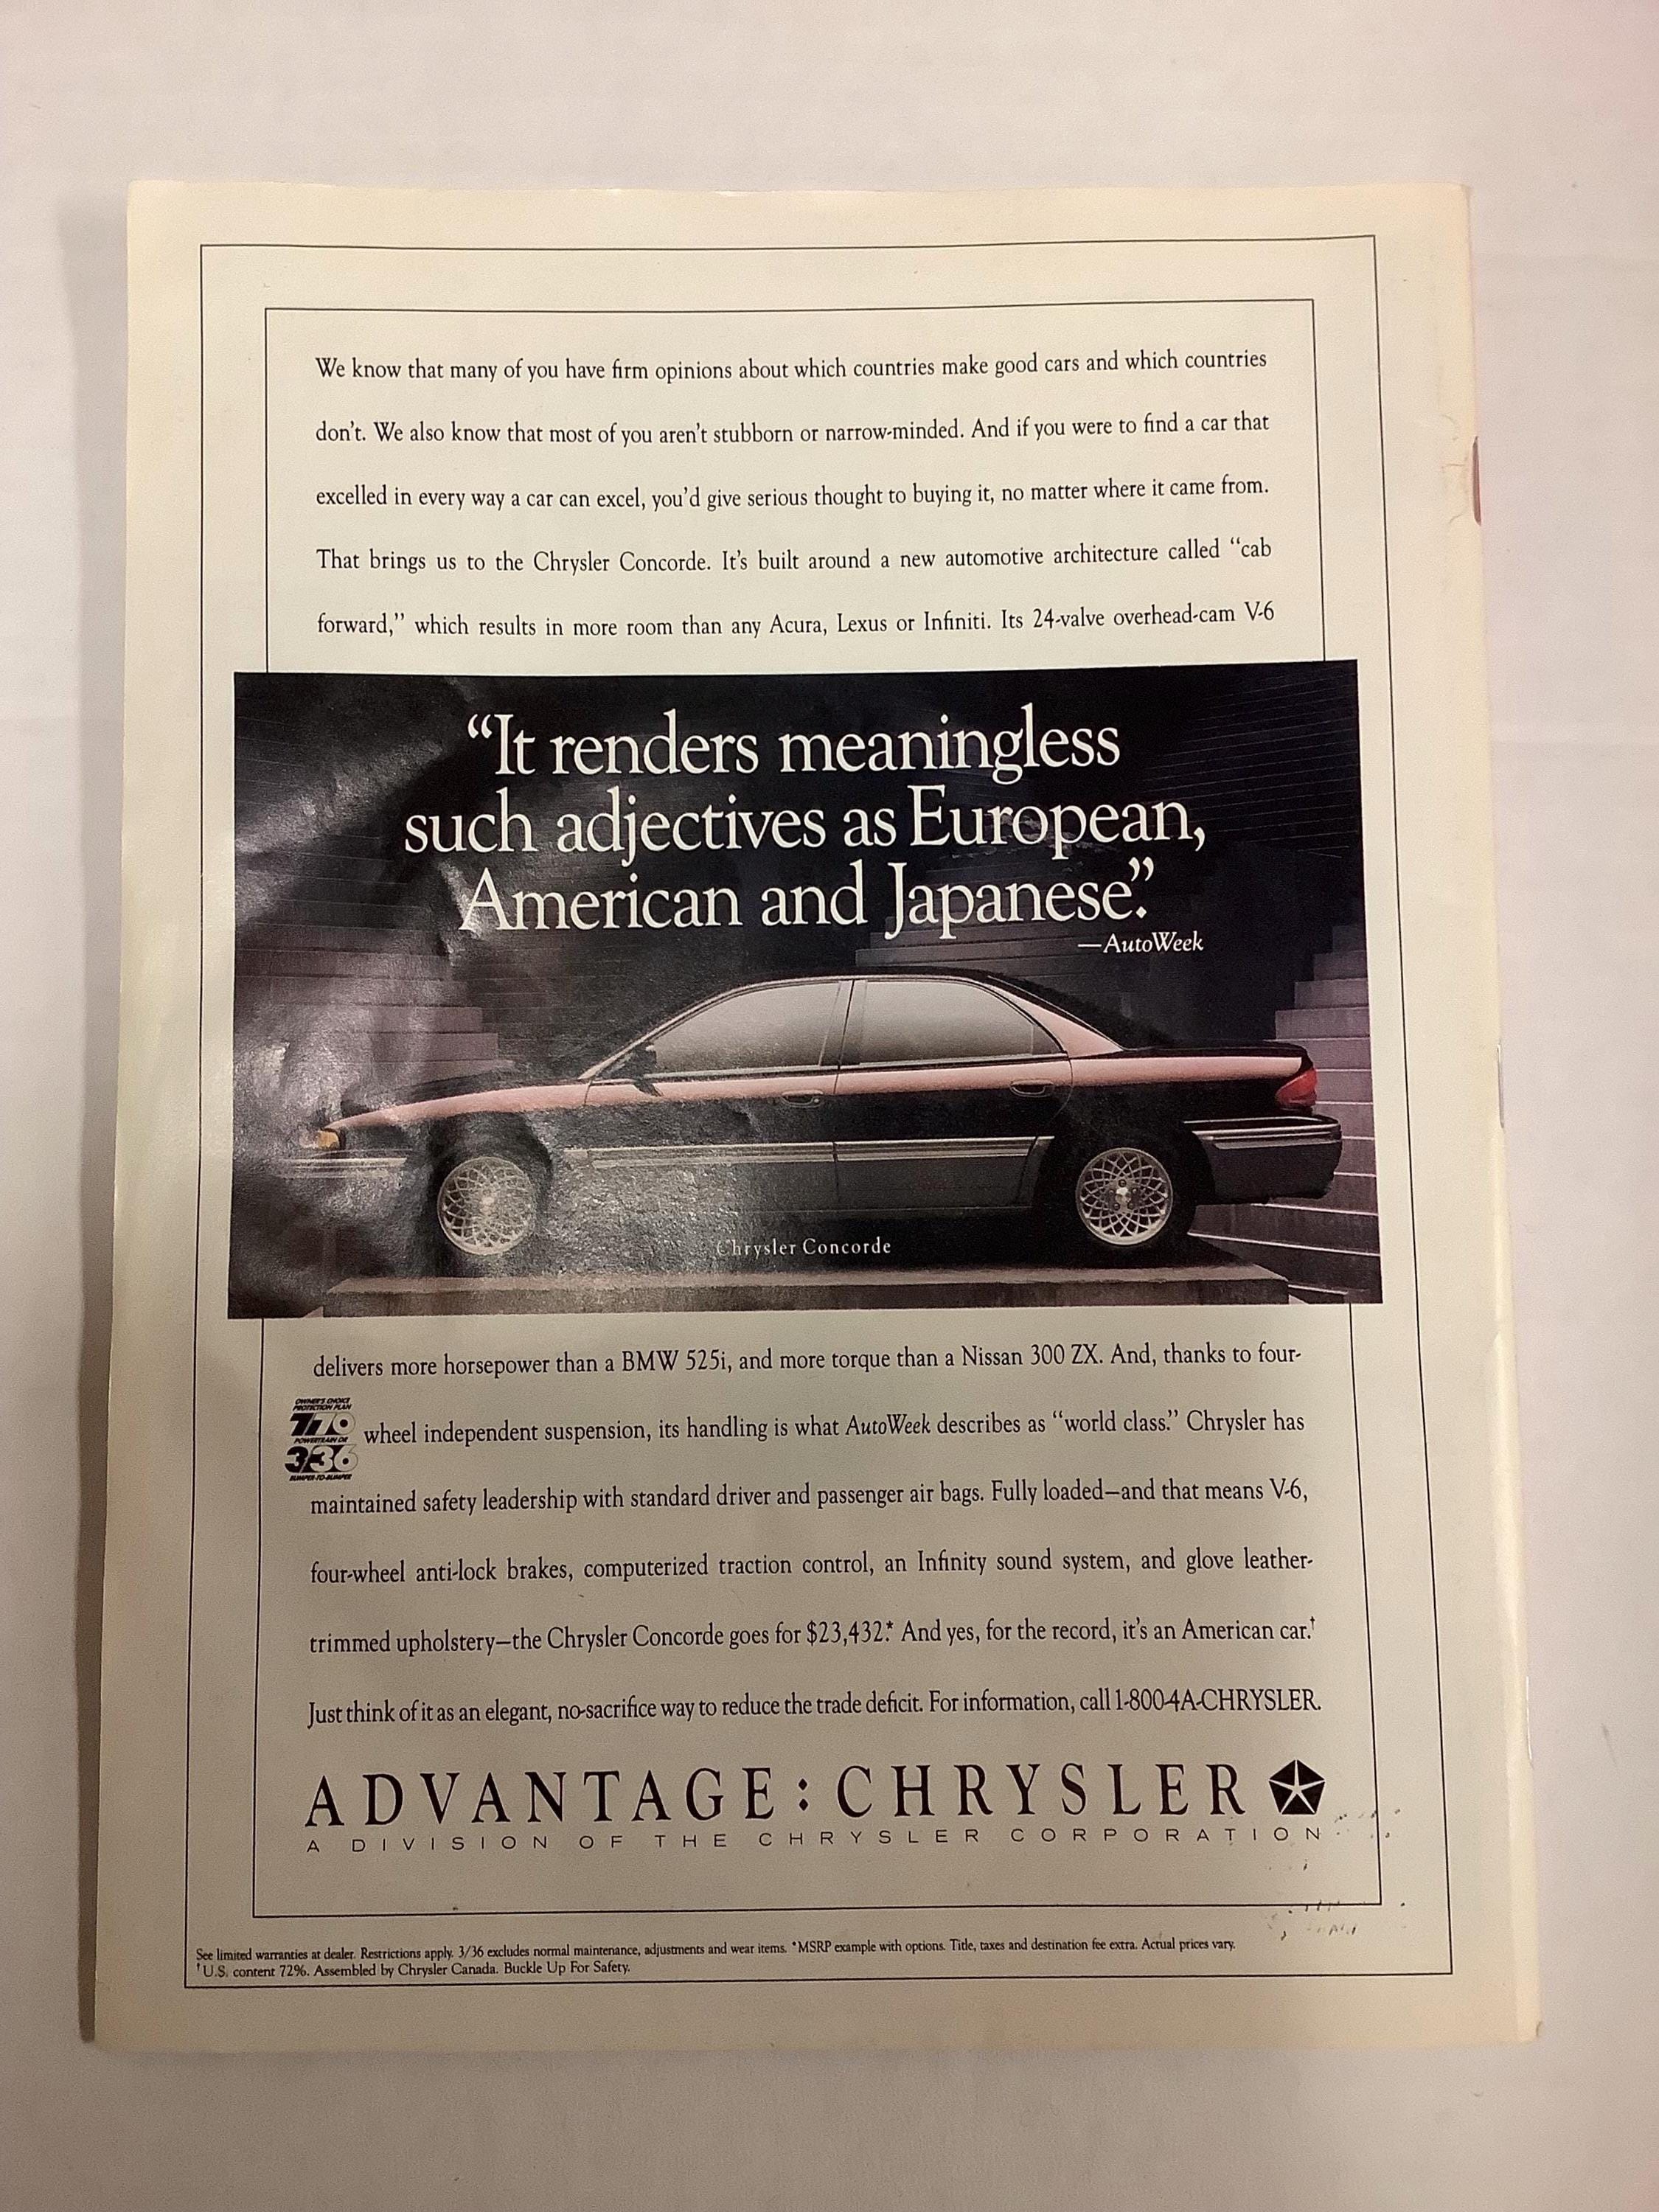 We know that many of you have firm opinions about which countries make good cars and which countries
don't. We also know that most of you aren't stubborn or narrow-minded. And if you were to find a car that
excelled in every way a car can excel, you'd give serious thought to buying it, no matter where it came from.
That brings us to the Chrysler Concorde. It's built around a new automotive architecture called “cab
forward,” which results in more room than any Acura, Lexus or Infiniti. Its 24-valve overhead-cam V-6
“It renders meaningless
such adjectives as European,
American and Japanese.”
—AutoWeek
Chrysler Concorde
delivers more horsepower than a BMW 525i, and more torque than a Nissan 300 ZX. And, thanks to four-
OWNER'S CHOICE
PROTECTION PLAN
7/70
POWERTRAIN OR
3/36
BUMPER-TO-BUMPER
wheel independent suspension, its handling is what AutoWeek describes as “world class.” Chrysler has
maintained safety leadership with standard driver and passenger air bags. Fully loaded—and that means V-6,
four-wheel anti-lock brakes, computerized traction control, an Infinity sound system, and glove leather-
trimmed upholstery—the Chrysler Concorde goes for $23,432.* And yes, for the record, it's an American car.†
Just think of it as an elegant, no-sacrifice way to reduce the trade deficit. For information, call 1-800-4A-CHRYSLER.
ADVANTAGE: CHRYSLER
A DIVISION OF THE CHRYSLER CORPORATION
See limited warranties at dealer. Restrictions apply. 3/36 excludes normal maintenance, adjustments and wear items. *MSRP example with options. Title, taxes and destination fee extra. Actual prices vary.
†U.S. content 72%. Assembled by Chrysler Canada. Buckle Up For Safety.